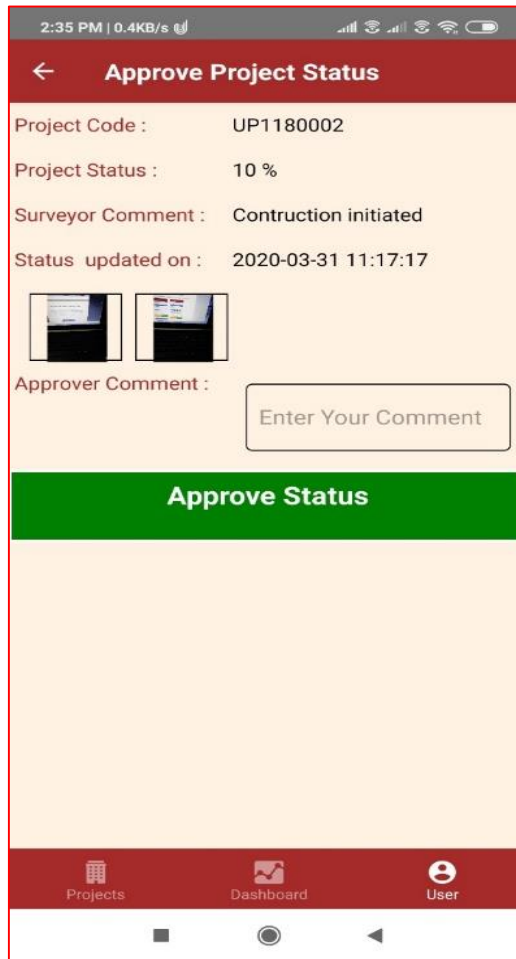 2:35 PM | 0.4KB/s
Approve Project Status
Project Code : UP1180002
Project Status : 10 %
Surveyor Comment : Contruction initiated
Status updated on : 2020-03-31 11:17:17
Approver Comment :
Enter Your Comment
Approve Status
Projects Dashboard User